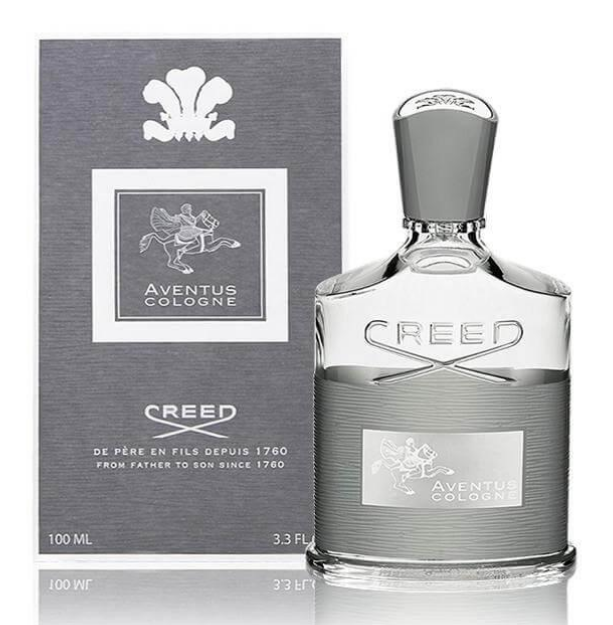 AVENTUS
COLOGNE
CREED
DE PÈRE EN FILS DEPUIS 1760
FROM FATHER TO SON SINCE 1760
100 ML
3.3 FL
CREED
AVENTUS
COLOGNE